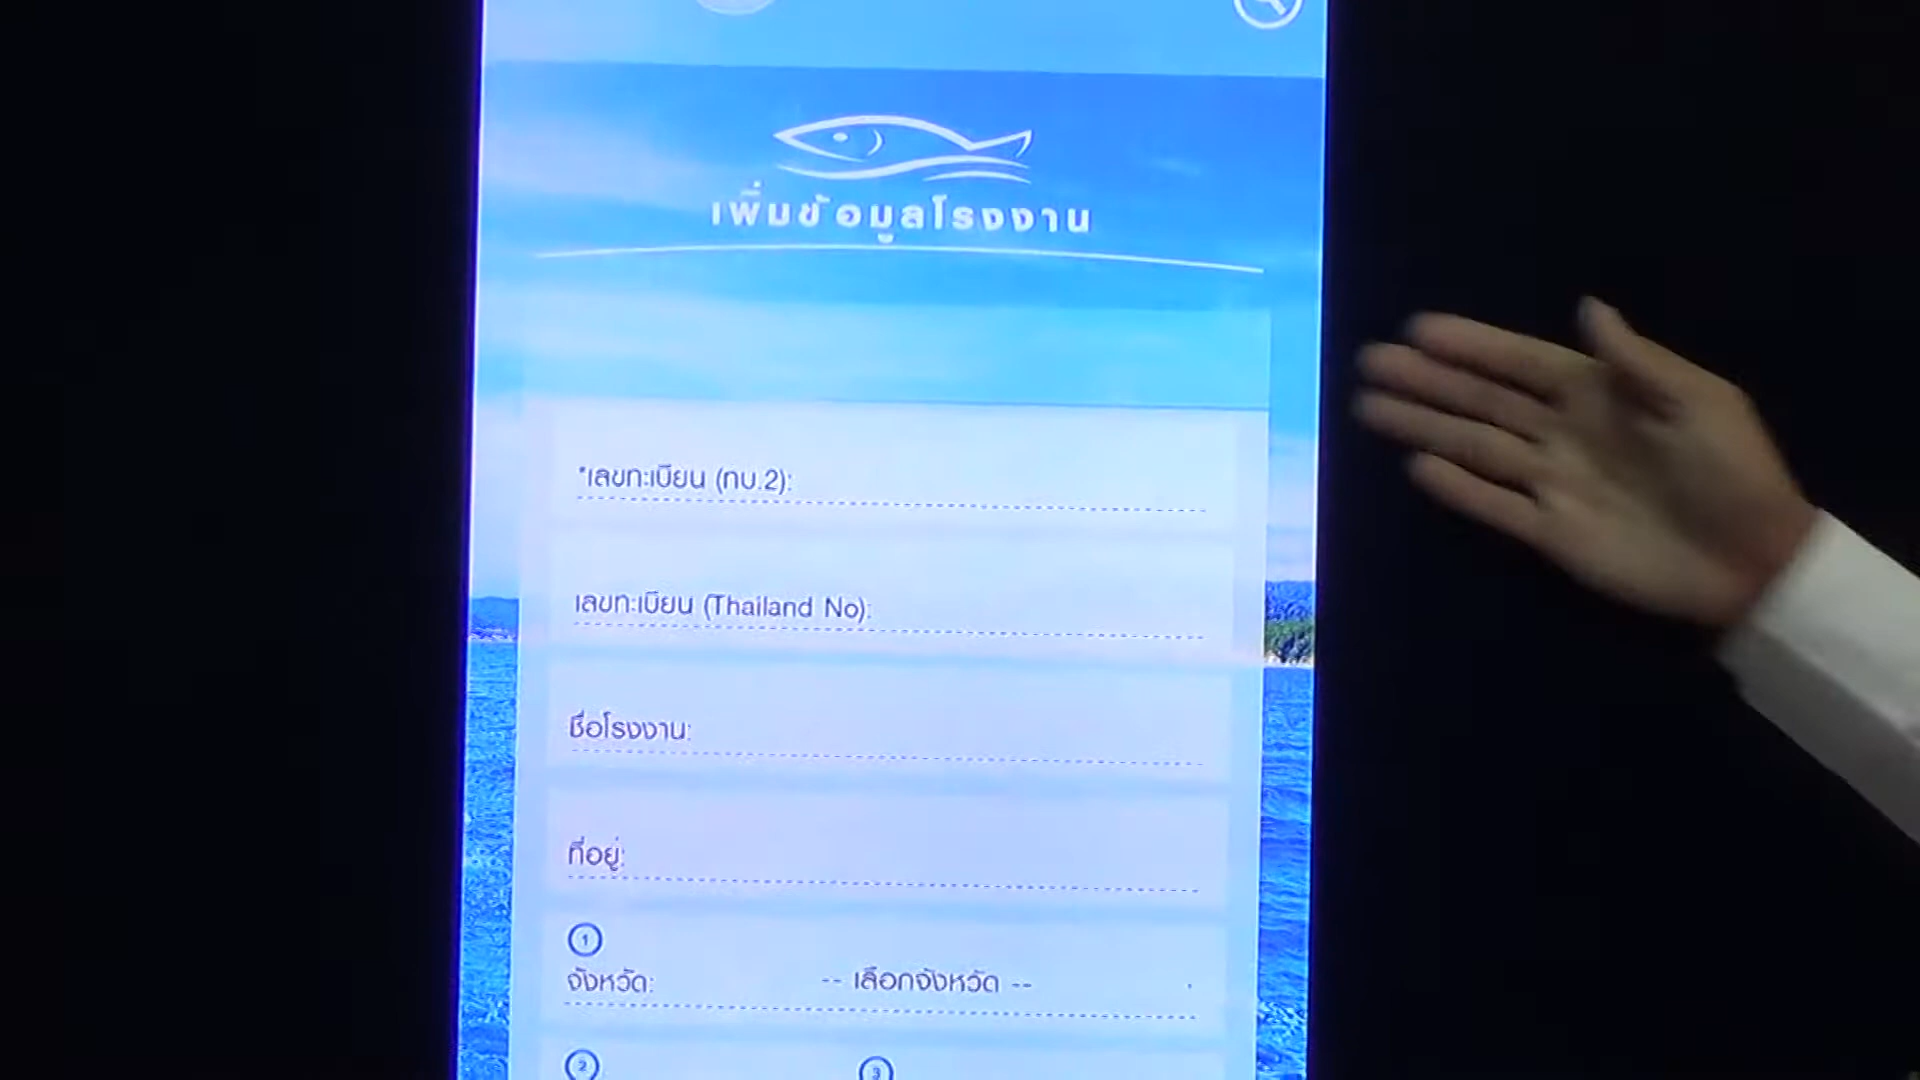 เพิ่มข้อมูลโรงงาน
*เลขทะเบียน (ทบ.2):
เลขทะเบียน (Thailand No):
ชื่อโรงงาน:
ที่อยู่:
1
จังหวัด: -- เลือกจังหวัด --
2 3